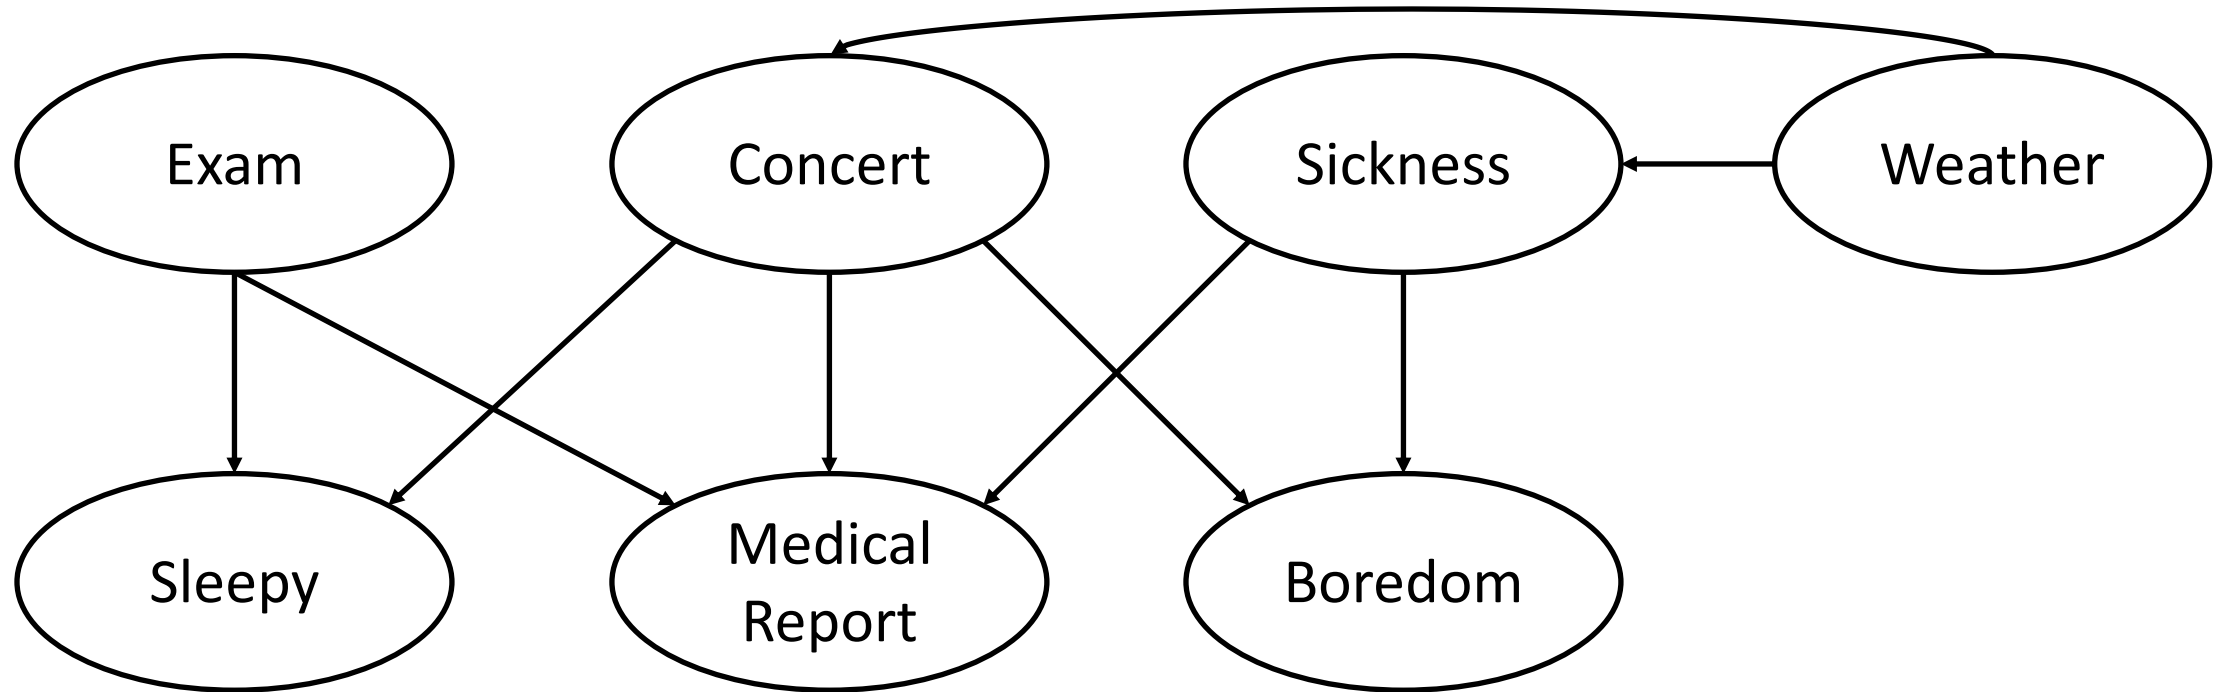 Exam
Concert
Sickness
Weather
Sleepy
Medical
Report
Boredom